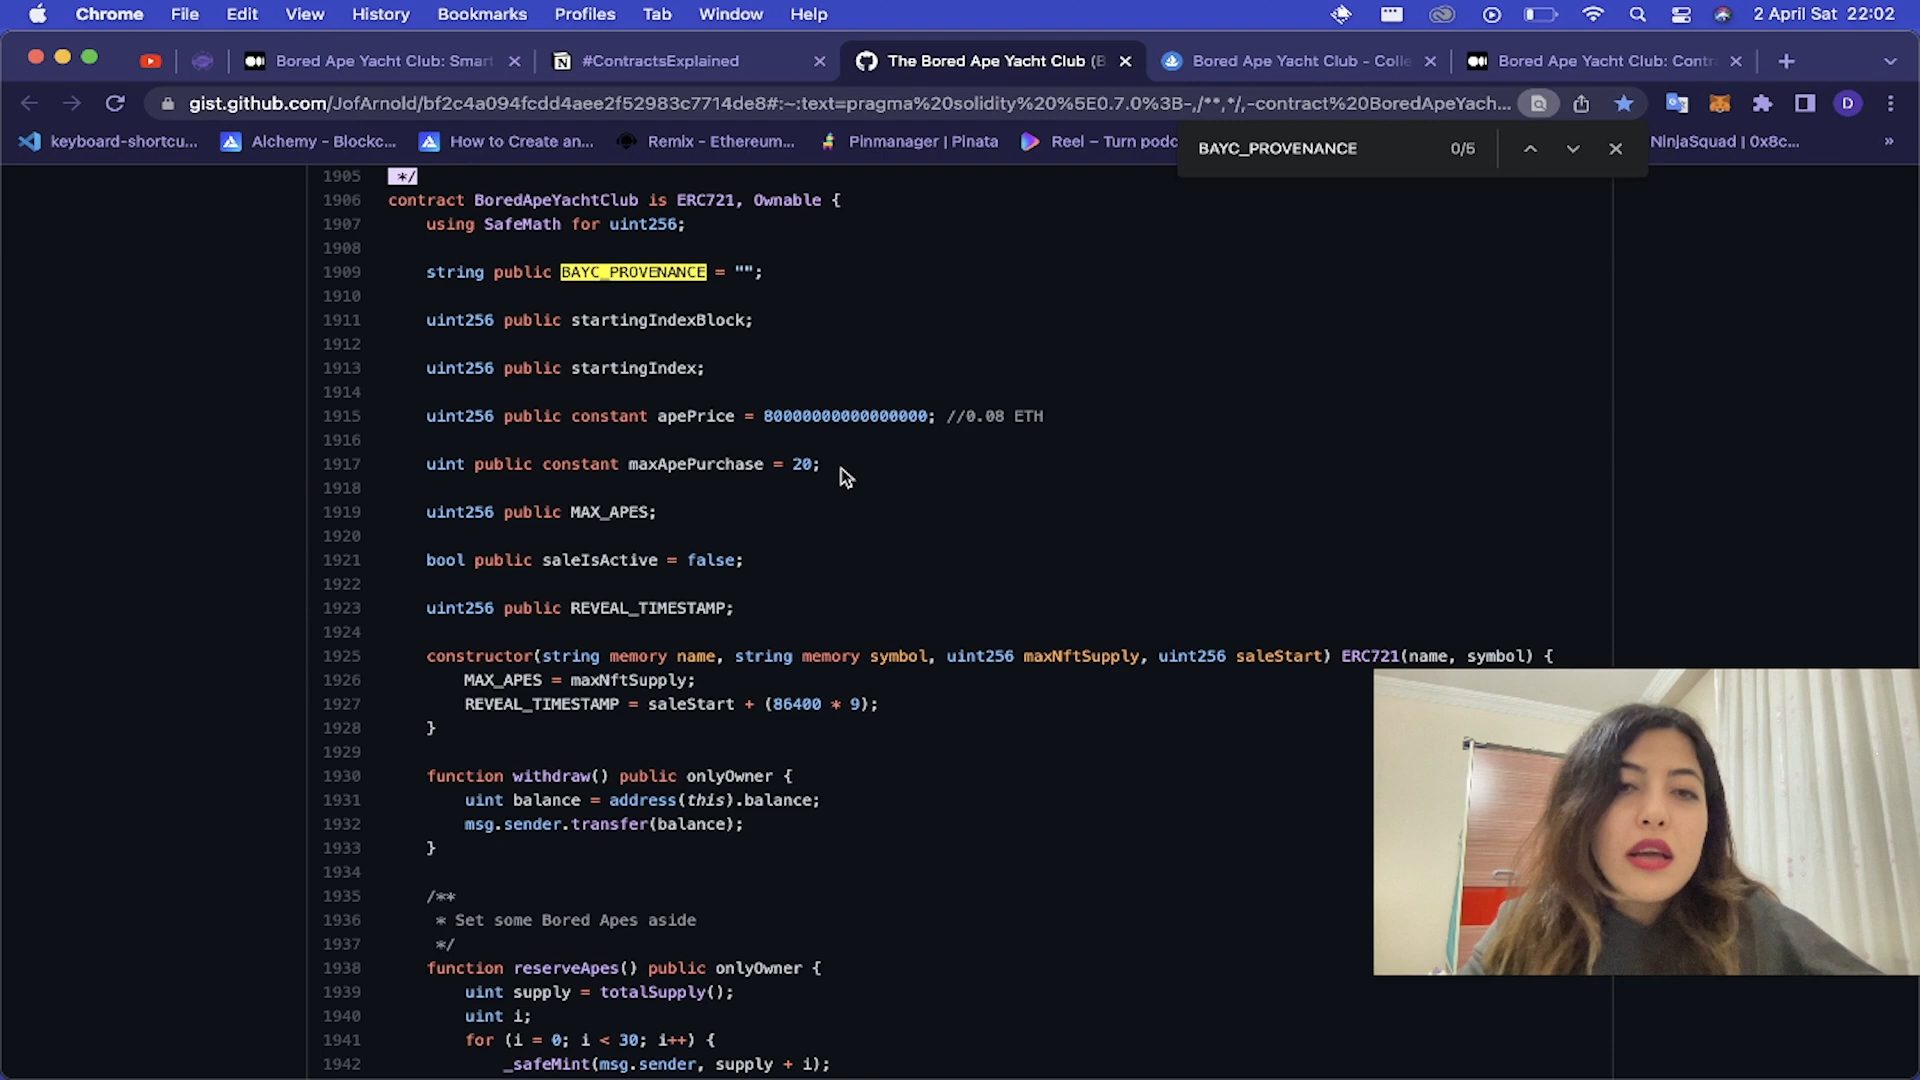 Chrome File Edit View History Bookmarks Profiles Tab Window Help 2 April Sat 22:02
Bored Ape Yacht Club: Smart #ContractsExplained The Bored Ape Yacht Club (B Bored Ape Yacht Club - Colle Bored Ape Yacht Club: Contr
gist.github.com/JofArnold/bf2c4a094fcdd4aee2f52983c7714de8#:~:text=pragma%20solidity%20%5E0.7.0%3B-,/**,*/,-contract%20BoredApeYach... D
keyboard-shortcu... Alchemy - Blockc... How to Create an... Remix - Ethereum... Pinmanager | Pinata Reel – Turn podc NinjaSquad | 0x8c... »
BAYC_PROVENANCE 0/5
1905 */
1906 contract BoredApeYachtClub is ERC721, Ownable {
1907 using SafeMath for uint256;
1908
1909 string public BAYC_PROVENANCE = "";
1910
1911 uint256 public startingIndexBlock;
1912
1913 uint256 public startingIndex;
1914
1915 uint256 public constant apePrice = 80000000000000000; //0.08 ETH
1916
1917 uint public constant maxApePurchase = 20;
1918
1919 uint256 public MAX_APES;
1920
1921 bool public saleIsActive = false;
1922
1923 uint256 public REVEAL_TIMESTAMP;
1924
1925 constructor(string memory name, string memory symbol, uint256 maxNftSupply, uint256 saleStart) ERC721(name, symbol) {
1926 MAX_APES = maxNftSupply;
1927 REVEAL_TIMESTAMP = saleStart + (86400 * 9);
1928 }
1929
1930 function withdraw() public onlyOwner {
1931 uint balance = address(this).balance;
1932 msg.sender.transfer(balance);
1933 }
1934
1935 /**
1936 * Set some Bored Apes aside
1937 */
1938 function reserveApes() public onlyOwner {
1939 uint supply = totalSupply();
1940 uint i;
1941 for (i = 0; i < 30; i++) {
1942 _safeMint(msg.sender, supply + i);